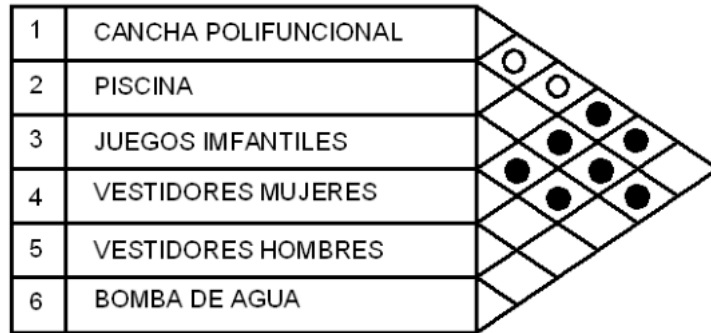 1 CANCHA POLIFUNCIONAL
2 PISCINA
3 JUEGOS IMFANTILES
4 VESTIDORES MUJERES
5 VESTIDORES HOMBRES
6 BOMBA DE AGUA